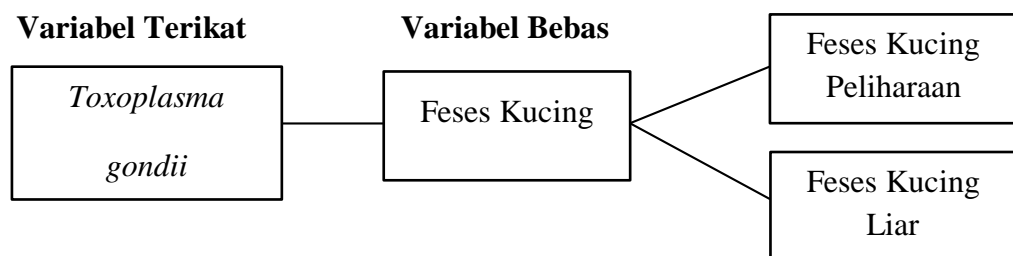 Variabel Terikat
Variabel Bebas
Toxoplasma
gondii
Feses Kucing
Feses Kucing
Peliharaan
Feses Kucing
Liar